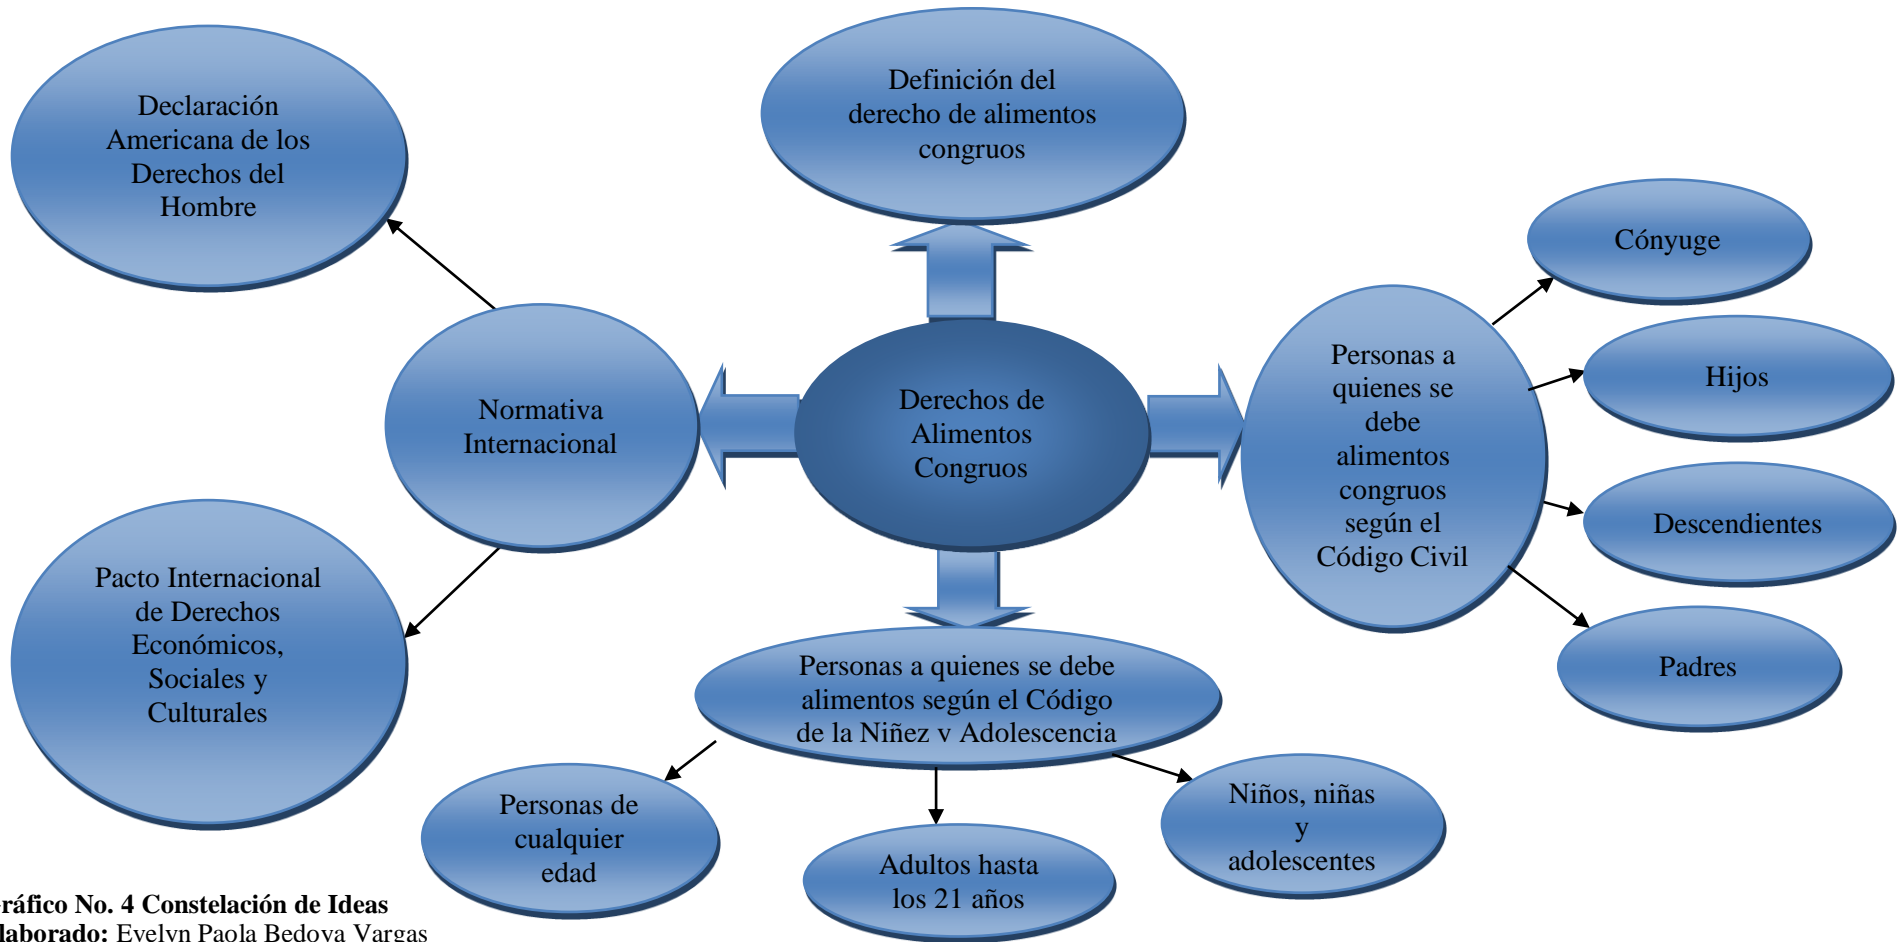 Declaración
Americana de los
Derechos del
Hombre
Definición del
derecho de alimentos
congruos
Cónyuge
Hijos
Descendientes
Padres
Personas a
quienes se
debe
alimentos
congruos
según el
Código Civil
Derechos de
Alimentos
Congruos
Normativa
Internacional
Pacto Internacional
de Derechos
Económicos,
Sociales y
Culturales
Personas a quienes se debe
alimentos según el Código
de la Niñez y Adolescencia
Personas de
cualquier
edad
Adultos hasta
los 21 años
Niños, niñas
y
adolescentes
ráfico No. 4 Constelación de Ideas
laborado: Evelyn Paola Bedoya Vargas